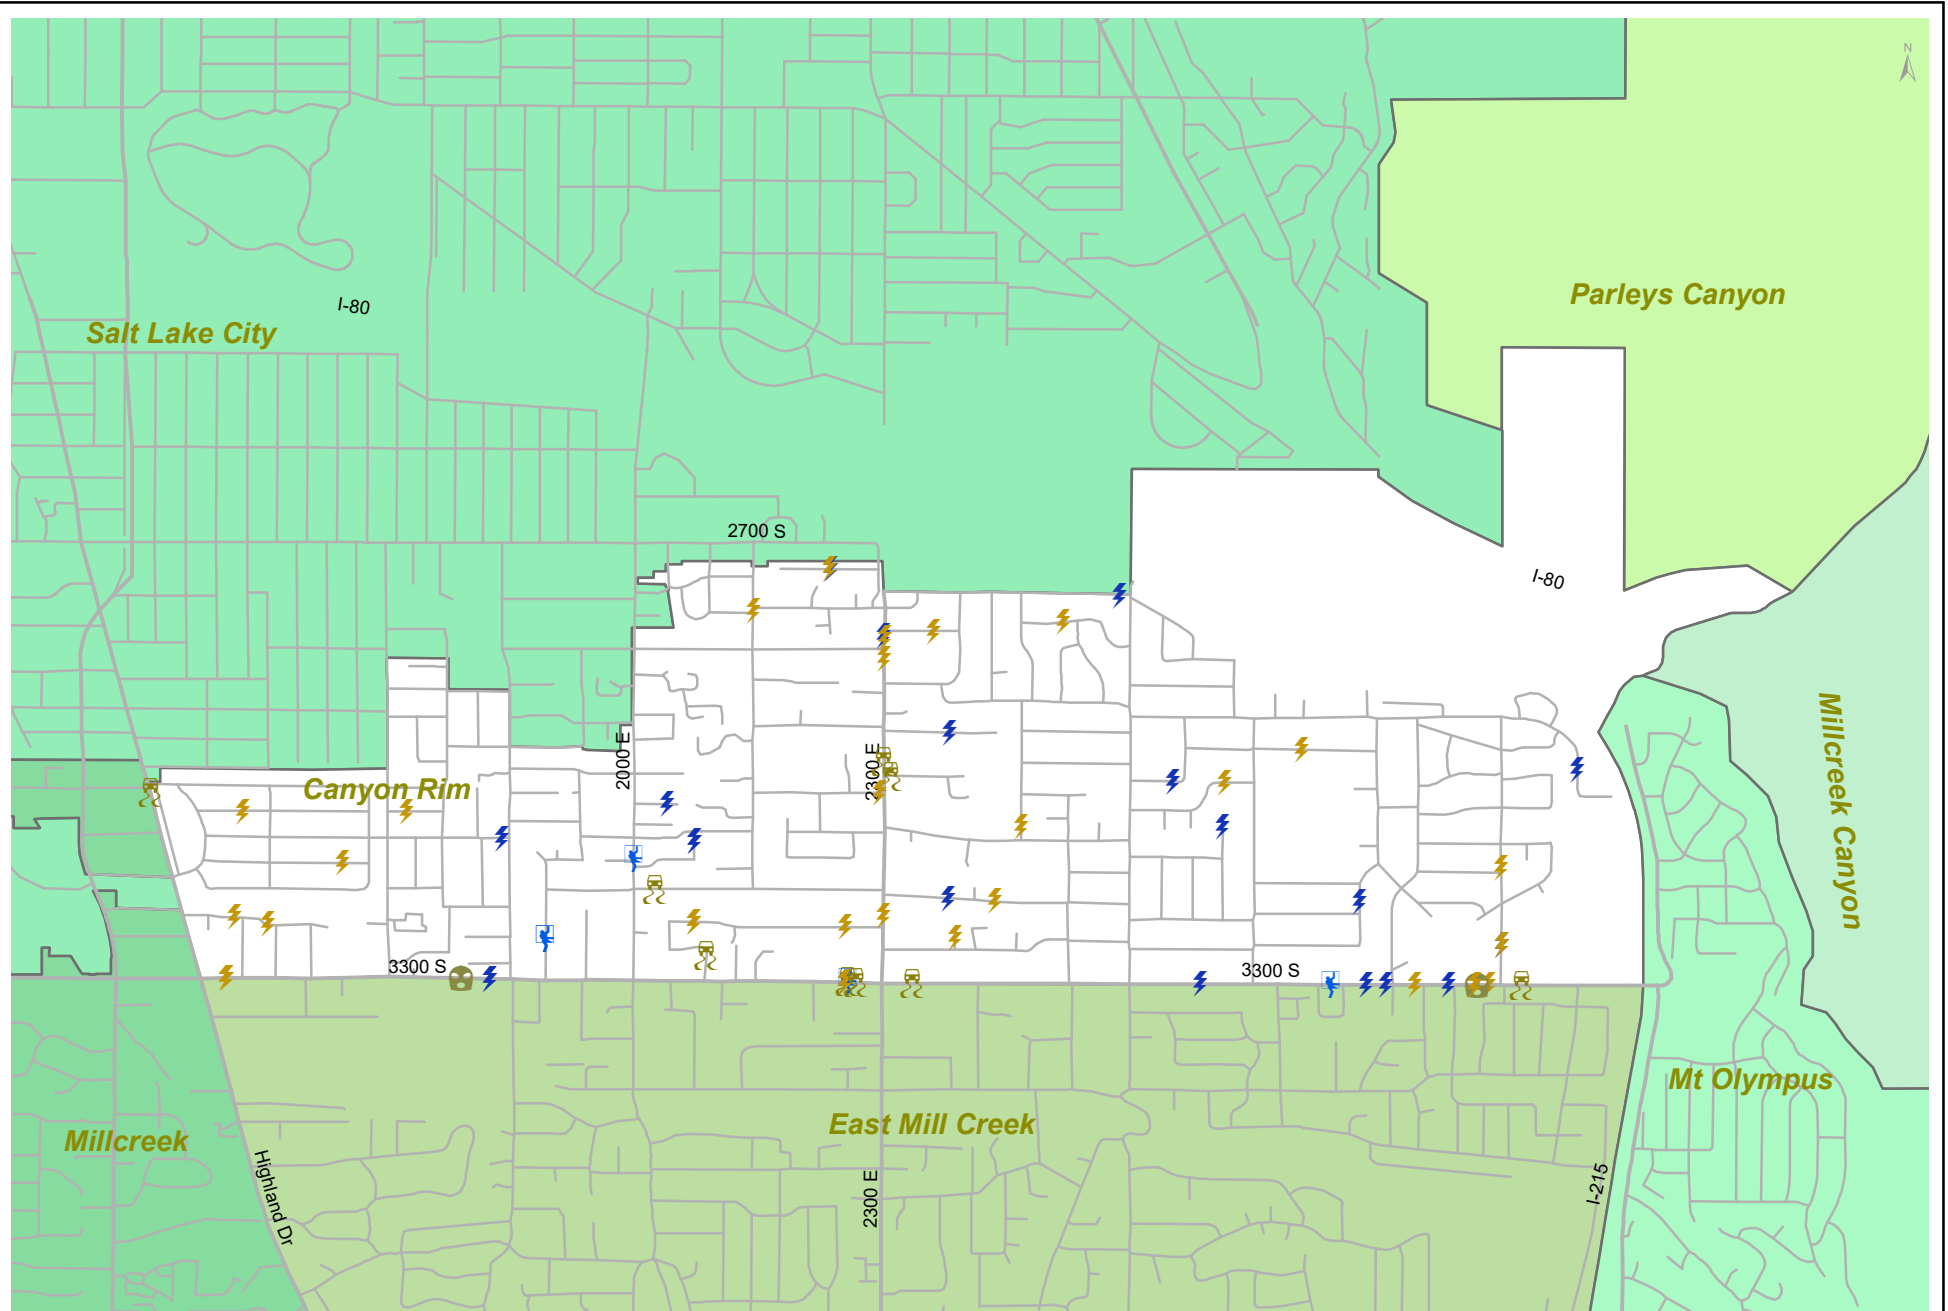 N
Parleys Canyon
I-80
Salt Lake City
2700 S
I-80
Millcreek Canyon
2000 E
2300 E
Canyon Rim
3300 S
3300 S
Mt Olympus
East Mill Creek
Millcreek
Highland Dr
2300 E
I-215